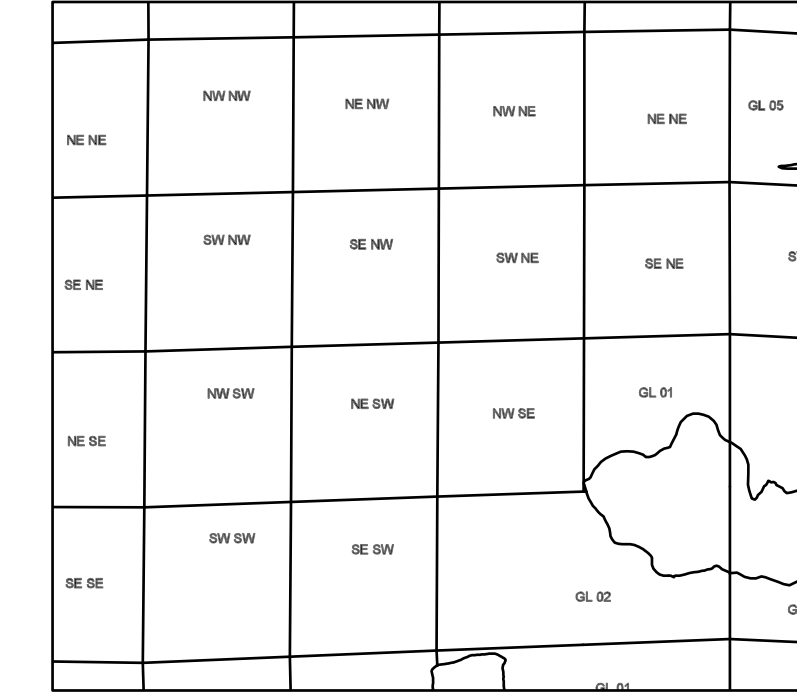 NW NW
NE NW
NW NE
NE NE
GL 05
NE NE
SW NW
SE NW
SW NE
SE NE
S
SE NE
NW SW
NE SW
NW SE
GL 01
NE SE
SW SW
SE SW
GL 02
G
SE SE
GL 01